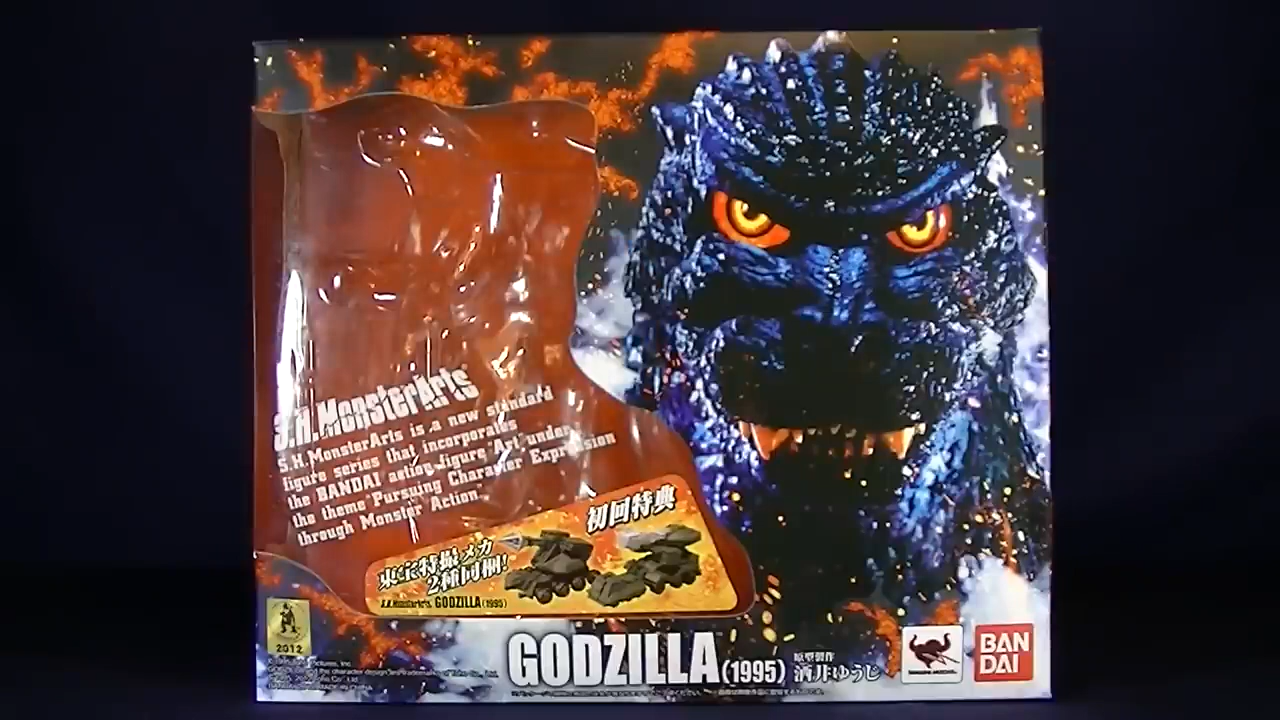 S.H.MonsterArts
S.H.MonsterArts is a new standard
figure series that incorporates
the BANDAI action figure "Art" under
the theme "Pursuing Character Expression
through Monster Action"
初回特典
東宝特撮メカ
2種同梱!
S.H.MonsterArts GODZILLA (1995)
2012
GODZILLA (1995)
原型製作
酒井ゆうじ
BAN
DAI